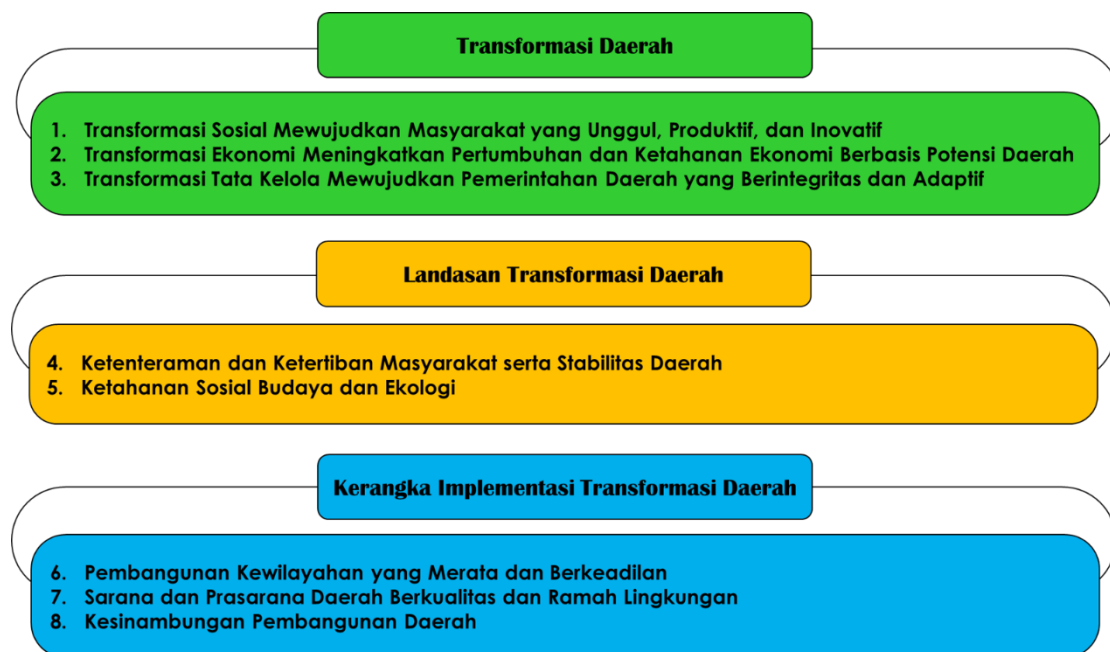 Transformasi Daerah
1. Transformasi Sosial Mewujudkan Masyarakat yang Unggul, Produktif, dan Inovatif
2. Transformasi Ekonomi Meningkatkan Pertumbuhan dan Ketahanan Ekonomi Berbasis Potensi Daerah
3. Transformasi Tata Kelola Mewujudkan Pemerintahan Daerah yang Berintegritas dan Adaptif
Landasan Transformasi Daerah
4. Ketenteraman dan Ketertiban Masyarakat serta Stabilitas Daerah
5. Ketahanan Sosial Budaya dan Ekologi
Kerangka Implementasi Transformasi Daerah
6. Pembangunan Kewilayahan yang Merata dan Berkeadilan
7. Sarana dan Prasarana Daerah Berkualitas dan Ramah Lingkungan
8. Kesinambungan Pembangunan Daerah